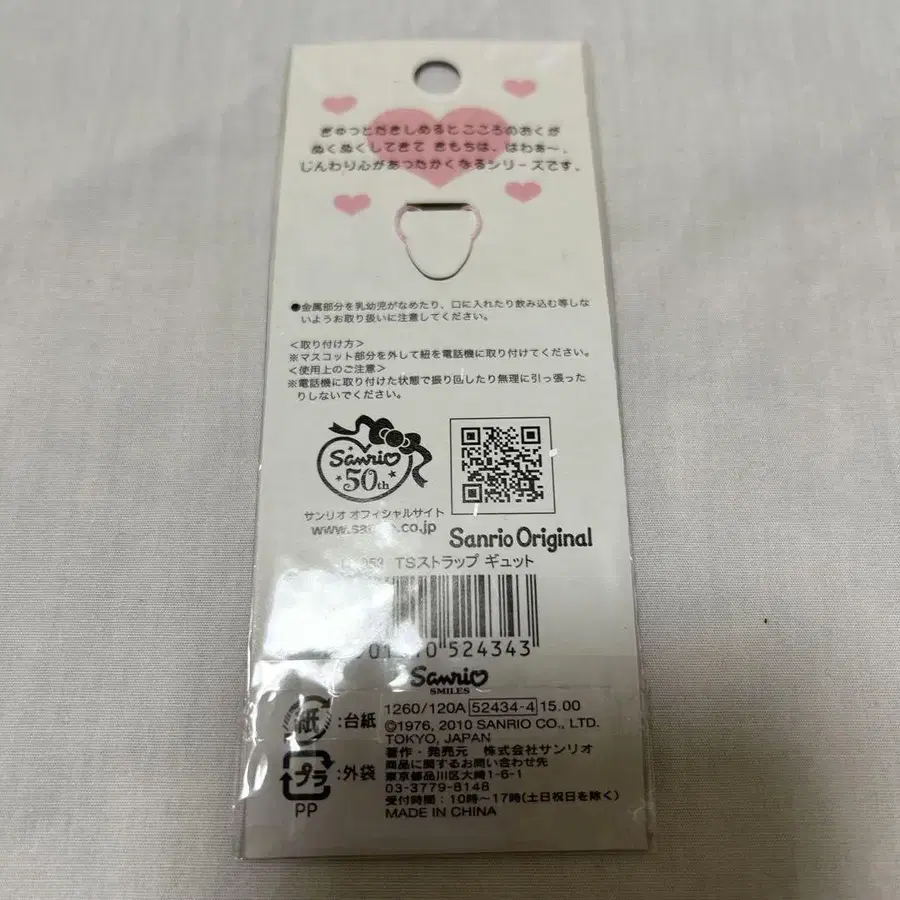 ぎゅっとだきしめるとこころのおくが
ぬくぬくしてきて きもちは、ほわぁ〜、
じんわり心があったかくなるシリーズです。
●金属部分を乳幼児がなめたり、口に入れたり飲み込む等しな
いようお取り扱いに注意してください。
＜取り付け方＞
※マスコット部分を外して紐を電話機に取り付けてください。
＜使用上のご注意＞
※電話機に取り付けた状態で振り回したり無理に引っ張った
りしないでください。
Sanrio
50th
サンリオ オフィシャルサイト
Sanrio Original
TSストラップ ギュット
524343
Sanrio
SMILES
紙 :台紙
プラ :外袋
PP
1260/120A 52434-4 15.00
©1976, 2010 SANRIO CO., LTD.
TOKYO, JAPAN
著作・発売元 株式会社サンリオ
商品に関するお問い合わせ先
東京都品川区大崎1-6-1
03-3779-8148
受付時間：10時〜17時(土日祝日を除く)
MADE IN CHINA